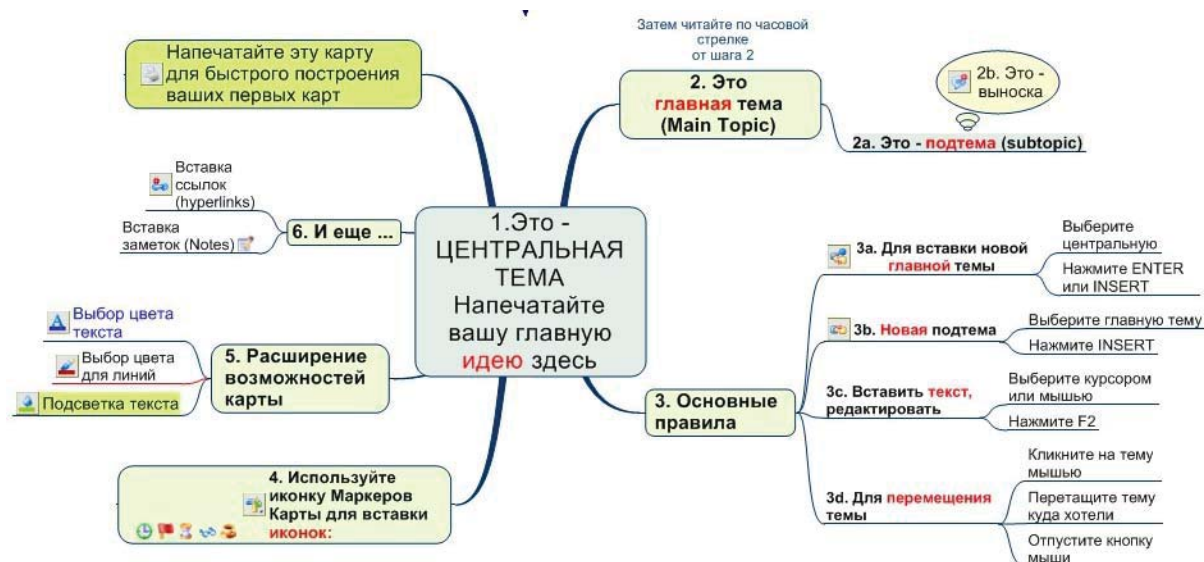 Напечатайте эту карту
для быстрого построения
ваших первых карт
Затем читайте по часовой
стрелке
от шага 2
2. Это
главная тема
(Main Topic)
2b. Это -
выноска
2a. Это - подтема (subtopic)
1.Это -
ЦЕНТРАЛЬНАЯ
ТЕМА
Напечатайте
вашу главную
идею здесь
3. Основные
правила
3a. Для вставки новой
главной темы
Выберите
центральную
Нажмите ENTER
или INSERT
3b. Новая подтема
Выберите главную тему
Нажмите INSERT
3c. Вставить текст,
редактировать
Выберите курсором
или мышью
Нажмите F2
3d. Для перемещения
темы
Кликните на тему
мышью
Перетащите тему
куда хотели
Отпустите кнопку
мыши
4. Используйте
иконку Маркеров
Карты для вставки
иконок:
5. Расширение
возможностей
карты
Выбор цвета
текста
Выбор цвета
для линий
Подсветка текста
6. И еще ...
Вставка
ссылок
(hyperlinks)
Вставка
заметок (Notes)